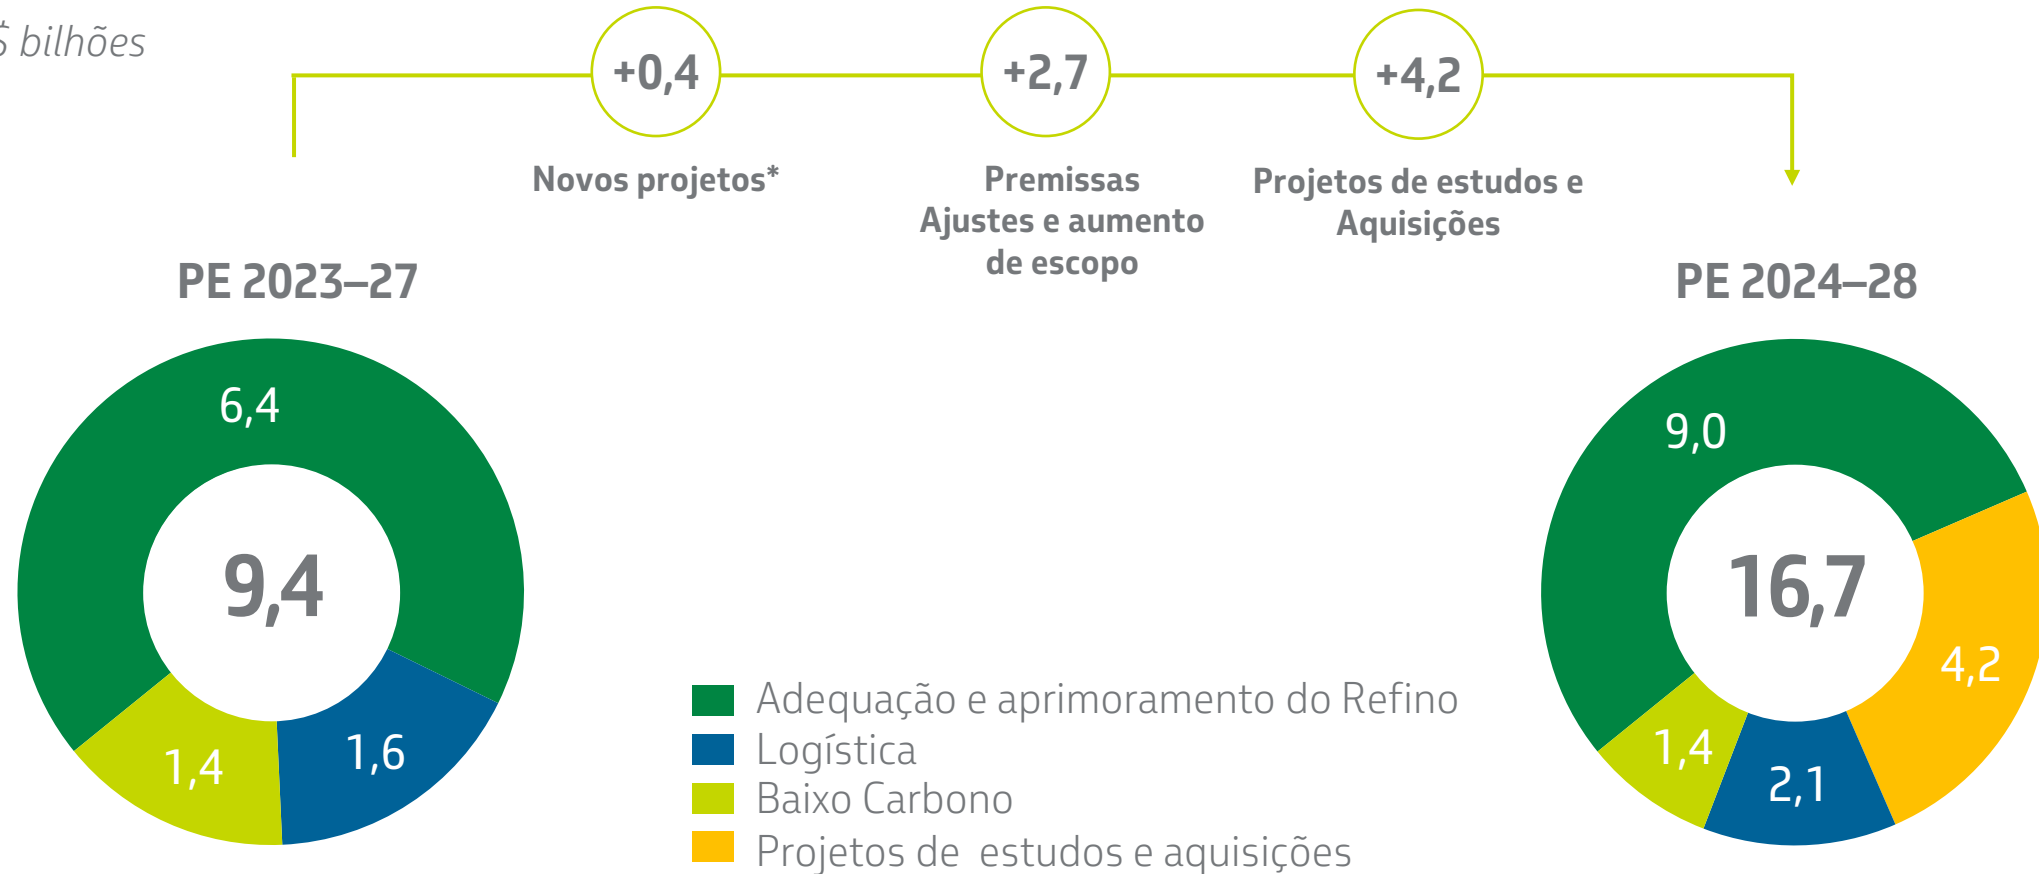 $ bilhões
+0,4
+2,7
+4,2
Novos projetos*
Premissas
Ajustes e aumento
de escopo
Projetos de estudos e
Aquisições
PE 2023–27
PE 2024–28
6,4
9,4
1,4
1,6
9,0
16,7
4,2
1,4
2,1
Adequação e aprimoramento do Refino
Logística
Baixo Carbono
Projetos de estudos e aquisições